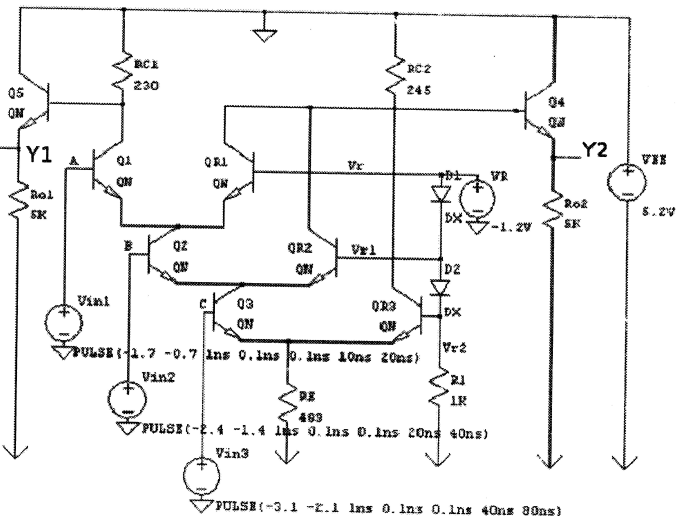 Q5
QN
RC1
230
RC2
245
Q4
QN
Y1
A
Q1
QN
QR1
QN
Vr
D1
DX
VR
-1.2V
Y2
VEE
5.2V
Ro1
5K
Ro2
5K
B
Q2
QN
QR2
QN
Vr1
D2
DX
C
Q3
QN
QR3
QN
Vr2
Vin1
PULSE(-1.7 -0.7 1ns 0.1ns 0.1ns 10ns 20ns)
Vin2
PULSE(-2.4 -1.4 1ns 0.1ns 0.1ns 20ns 40ns)
RE
489
R1
1K
Vin3
PULSE(-3.1 -2.1 1ns 0.1ns 0.1ns 40ns 80ns)